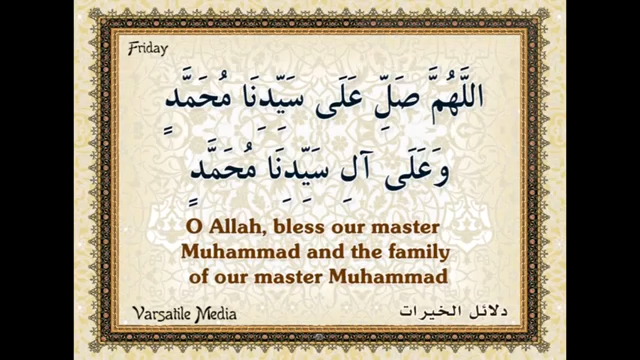 Friday
اللَّهُمَّ صَلِّ عَلَى سَيِّدِنَا مُحَمَّدٍ
وَعَلَى آلِ سَيِّدِنَا مُحَمَّدٍ
O Allah, bless our master
Muhammad and the family
of our master Muhammad
Varsatile Media
دلائل الخيرات